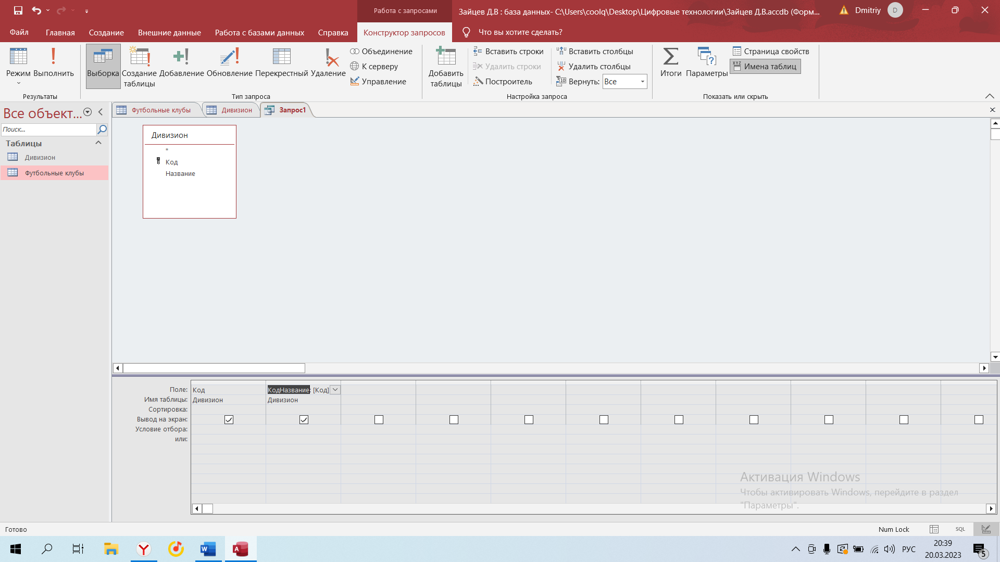 Работа с запросами
Зайцев Д.В : база данных- C:\Users\coolq\Desktop\Цифровые технологии\Зайцев Д.В.accdb (Форм...
Dmitriy
D
Файл
Главная
Создание
Внешние данные
Работа с базами данных
Справка
Конструктор запросов
Что вы хотите сделать?
Режим
Выполнить
Результаты
Выборка
Создание таблицы
Добавление
Обновление
Перекрестный
Удаление
Объединение
К серверу
Управление
Тип запроса
Добавить таблицы
Вставить строки
Удалить строки
Построитель
Вставить столбцы
Удалить столбцы
Вернуть: Все
Настройка запроса
Итоги
Параметры
Страница свойств
Имена таблиц
Показать или скрыть
Все объект...
Поиск...
Таблицы
Дивизион
Футбольные клубы
Футбольные клубы
Дивизион
Запрос1
Дивизион
*
Код
Название
Поле: Код КодНазвание: [Код]
Имя таблицы: Дивизион Дивизион
Сортировка:
Вывод на экран:
Условие отбора:
или:
Активация Windows
Чтобы активировать Windows, перейдите в раздел
"Параметры".
Готово
Num Lock
SQL
РУС
20:39
20.03.2023
5